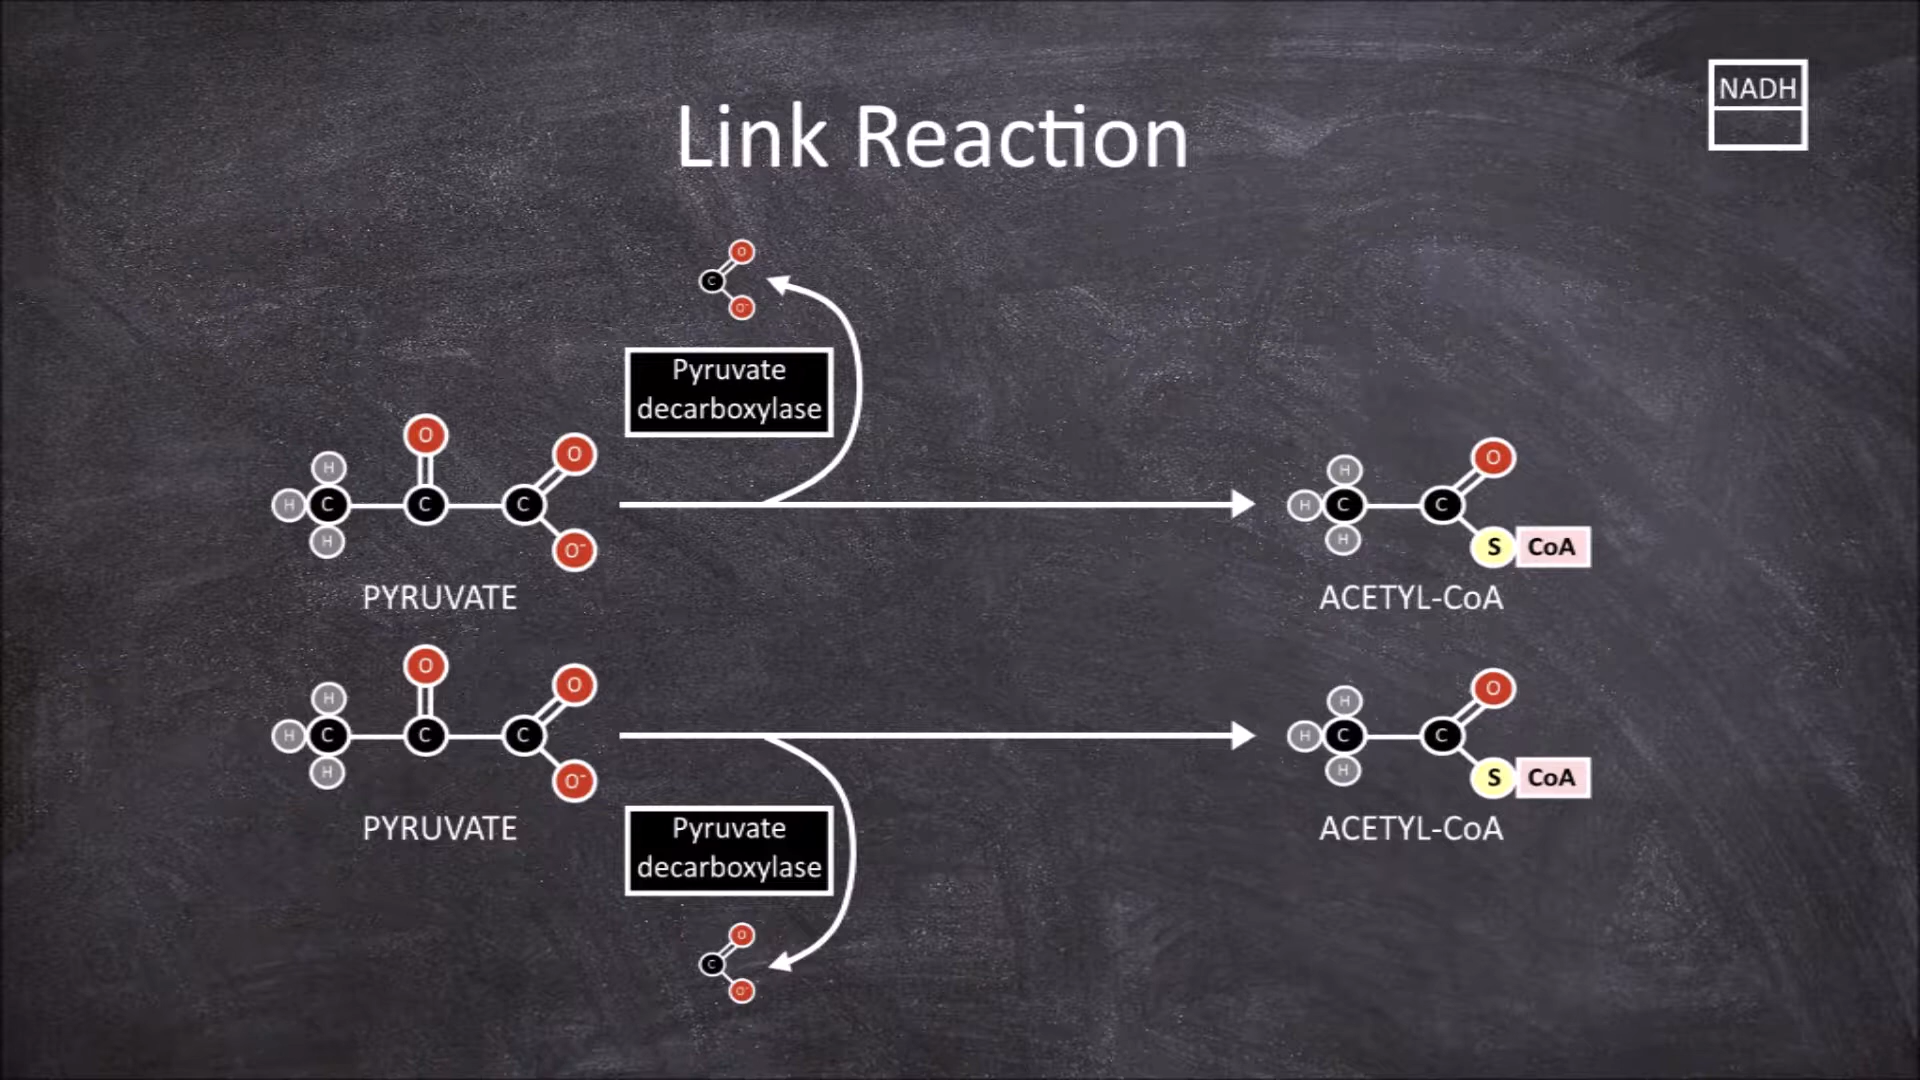 Link Reaction
NADH
O
C
O⁻
Pyruvate
decarboxylase
O
O
H
H C C C
H
O⁻
PYRUVATE
O
H
H C C
H
S CoA
ACETYL-CoA
O
O
H
H C C C
H
O⁻
PYRUVATE
O
H
H C C
H
S CoA
ACETYL-CoA
Pyruvate
decarboxylase
O
C
O⁻